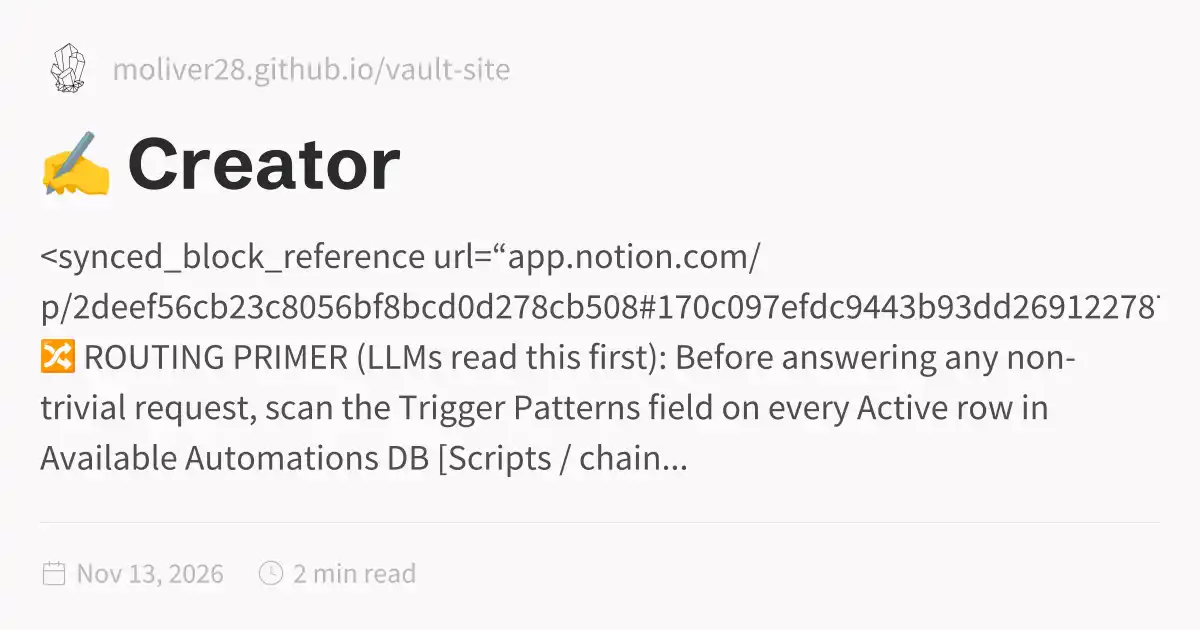 moliver28.github.io/vault-site
✍️ Creator
<synced_block_reference url=“app.notion.com/
p/2deef56cb23c8056bf8bcd0d278cb508#170c097efdc9443b93dd26912278
🔀 ROUTING PRIMER (LLMs read this first): Before answering any non-
trivial request, scan the Trigger Patterns field on every Active row in
Available Automations DB [Scripts / chain...
Nov 13, 2026 2 min read